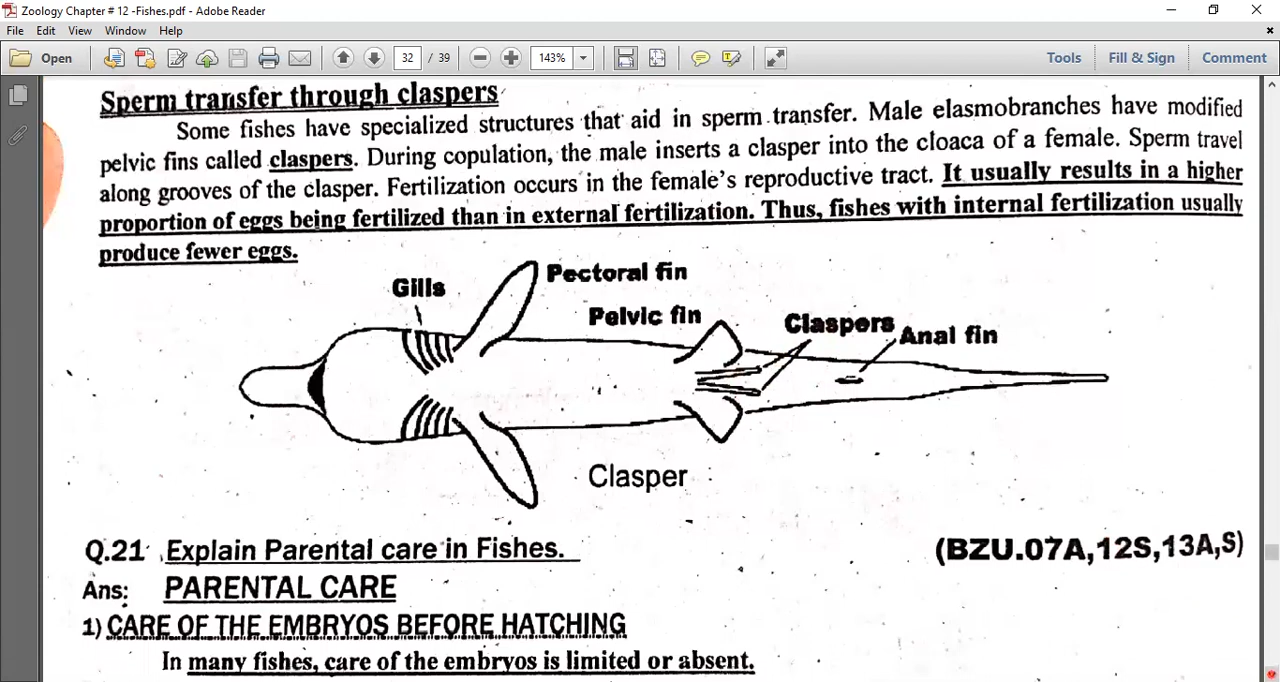 Zoology Chapter # 12 -Fishes.pdf - Adobe Reader
File Edit View Window Help
Open 32 / 39 143% Tools Fill & Sign Comment
Sperm transfer through claspers
Some fishes have specialized structures that aid in sperm transfer. Male elasmobranches have modified
pelvic fins called claspers. During copulation, the male inserts a clasper into the cloaca of a female. Sperm travel
along grooves of the clasper. Fertilization occurs in the female's reproductive tract. It usually results in a higher
proportion of eggs being fertilized than in external fertilization. Thus, fishes with internal fertilization usually
produce fewer eggs.
Pectoral fin
Gills
Pelvic fin
Claspers
Anal fin
Clasper
Q.21 Explain Parental care in Fishes. (BZU.07A,12S,13A,S)
Ans: PARENTAL CARE
1) CARE OF THE EMBRYOS BEFORE HATCHING
In many fishes, care of the embryos is limited or absent.